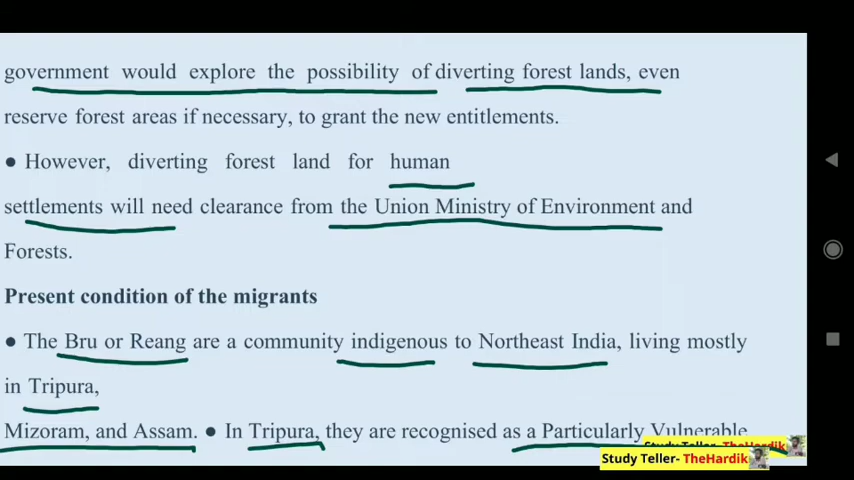 government would explore the possibility of diverting forest lands, even
reserve forest areas if necessary, to grant the new entitlements.
● However, diverting forest land for human
settlements will need clearance from the Union Ministry of Environment and
Forests.
Present condition of the migrants
● The Bru or Reang are a community indigenous to Northeast India, living mostly
in Tripura,
Mizoram, and Assam. ● In Tripura, they are recognised as a Particularly Vulnerable
Study Teller- TheHardik
Study Teller- TheHardik